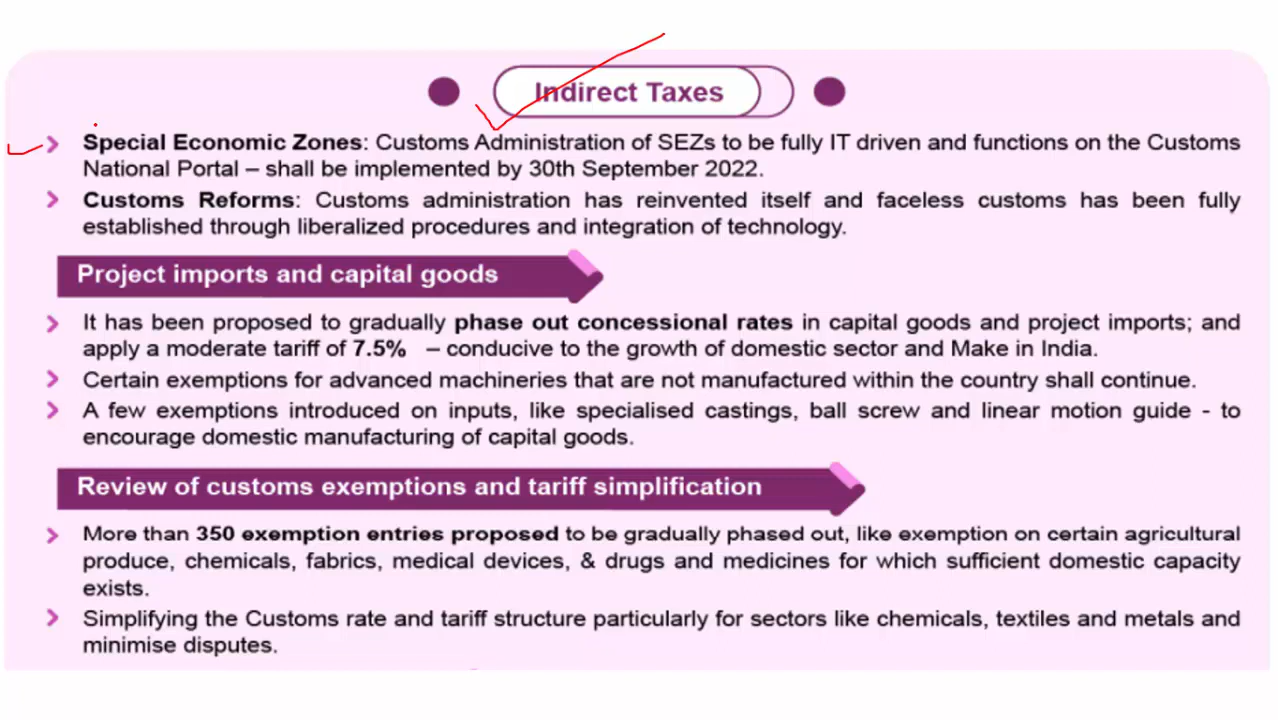 Indirect Taxes
Special Economic Zones: Customs Administration of SEZs to be fully IT driven and functions on the Customs
National Portal – shall be implemented by 30th September 2022.
Customs Reforms: Customs administration has reinvented itself and faceless customs has been fully
established through liberalized procedures and integration of technology.
Project imports and capital goods
It has been proposed to gradually phase out concessional rates in capital goods and project imports; and
apply a moderate tariff of 7.5% – conducive to the growth of domestic sector and Make in India.
Certain exemptions for advanced machineries that are not manufactured within the country shall continue.
A few exemptions introduced on inputs, like specialised castings, ball screw and linear motion guide - to
encourage domestic manufacturing of capital goods.
Review of customs exemptions and tariff simplification
More than 350 exemption entries proposed to be gradually phased out, like exemption on certain agricultural
produce, chemicals, fabrics, medical devices, & drugs and medicines for which sufficient domestic capacity
exists.
Simplifying the Customs rate and tariff structure particularly for sectors like chemicals, textiles and metals and
minimise disputes.